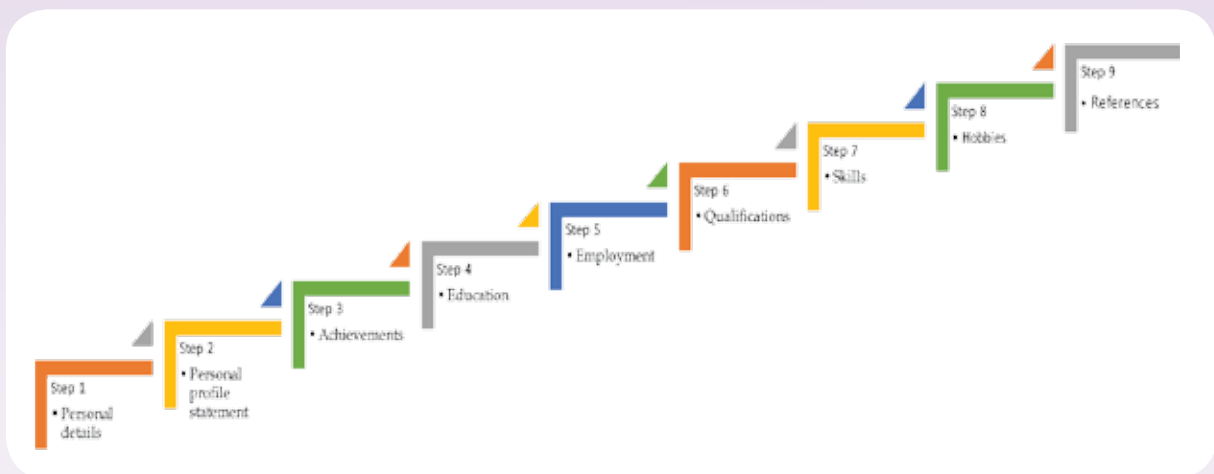 Step 1
• Personal
details
Step 2
• Personal
profile
statement
Step 3
• Achievements
Step 4
• Education
Step 5
• Employment
Step 6
• Qualifications
Step 7
• Skills
Step 8
• Hobbies
Step 9
• References